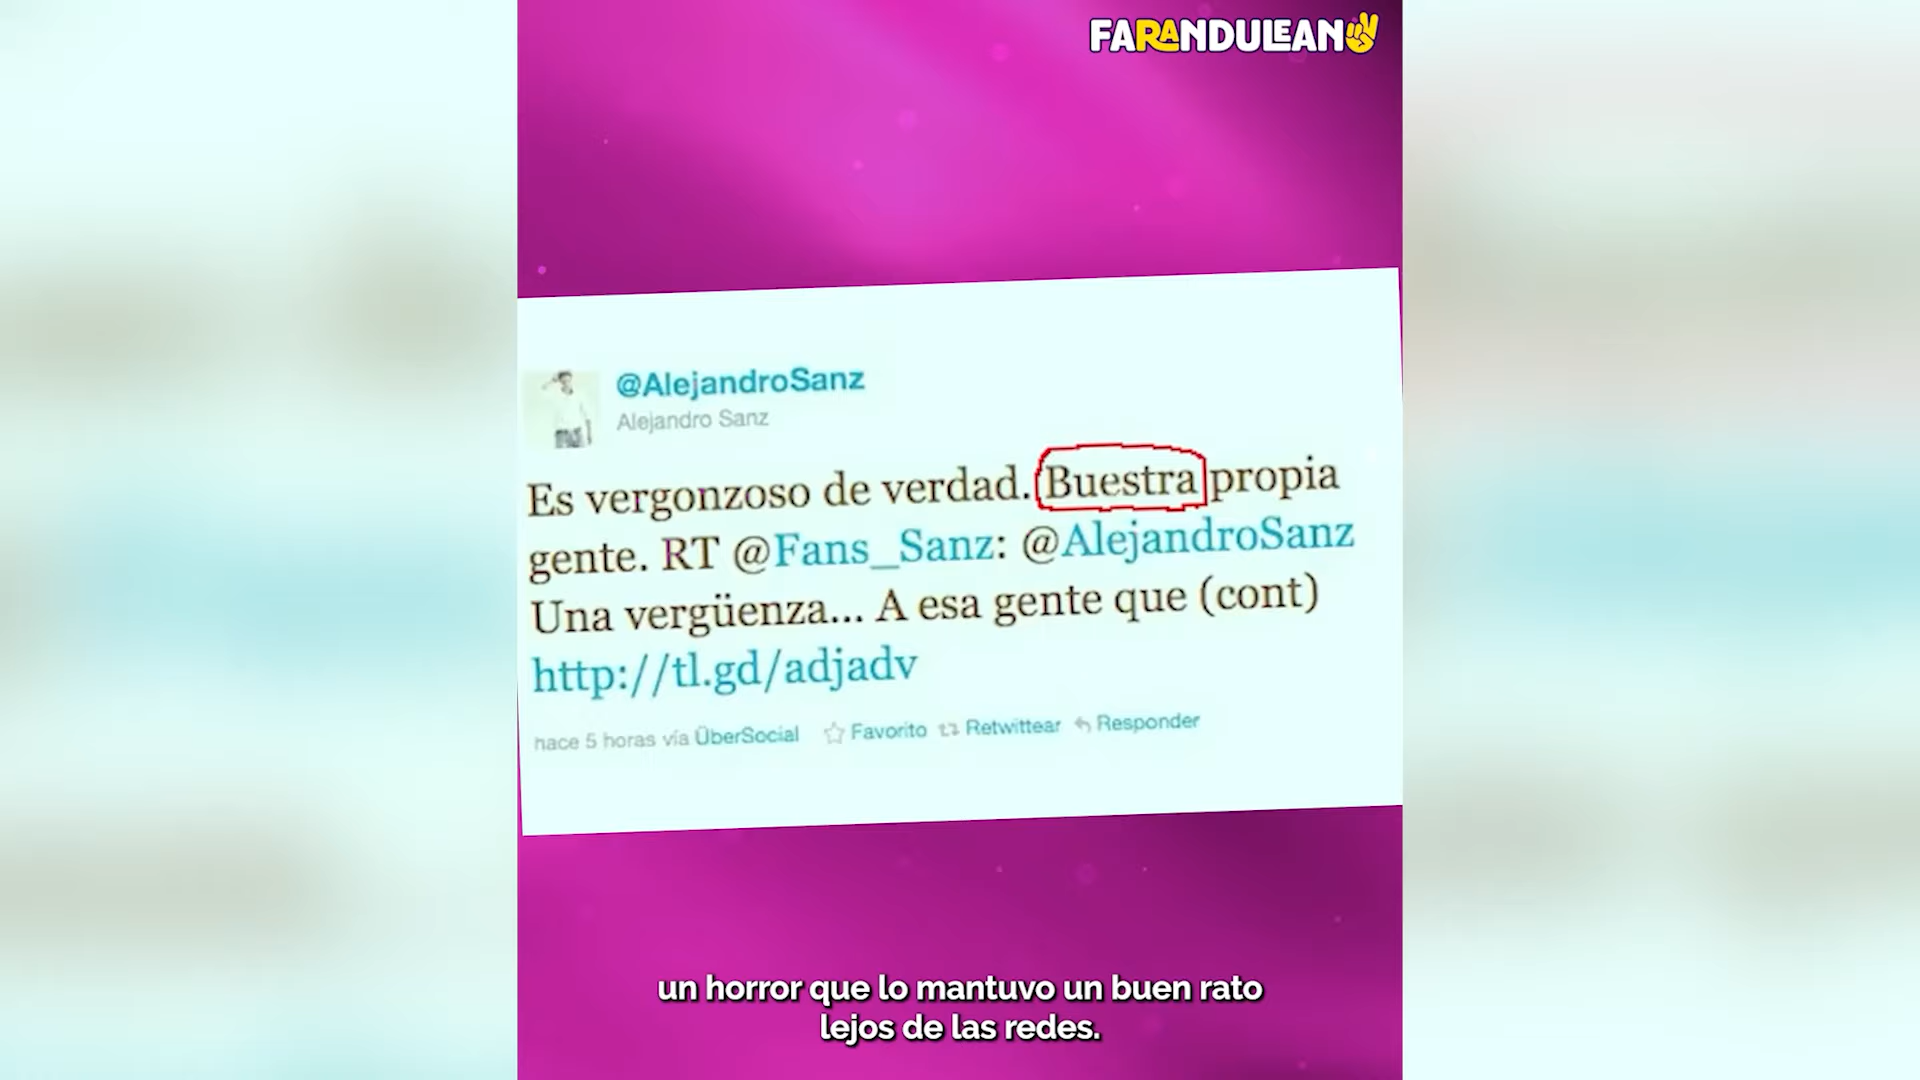 FARANDULEANDO
@AlejandroSanz
Alejandro Sanz
Es vergonzoso de verdad. Buestra propia
gente. RT @Fans_Sanz: @AlejandroSanz
Una vergüenza... A esa gente que (cont)
http://tl.gd/adjadv
hace 5 horas vía ÜberSocial Favorito Retwittear Responder
un horror que lo mantuvo un buen rato
lejos de las redes.